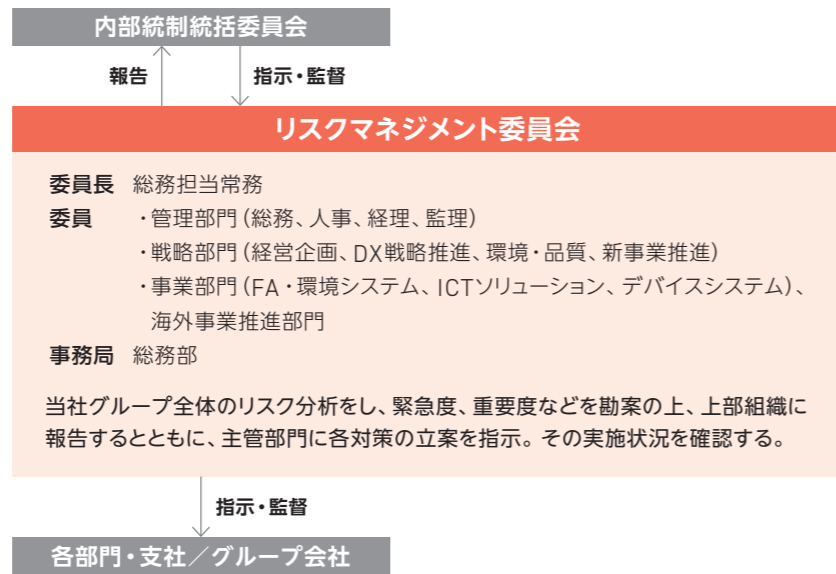 内部統制統括委員会
報告
指示・監督
リスクマネジメント委員会
委員長 総務担当常務
委員 ・管理部門(総務、人事、経理、監理)
・戦略部門(経営企画、DX戦略推進、環境・品質、新事業推進)
・事業部門(FA・環境システム、ICTソリューション、デバイスシステム)、
海外事業推進部門
事務局 総務部
当社グループ全体のリスク分析をし、緊急度、重要度などを勘案の上、上部組織に
報告するとともに、主管部門に各対策の立案を指示。その実施状況を確認する。
指示・監督
各部門・支社/グループ会社